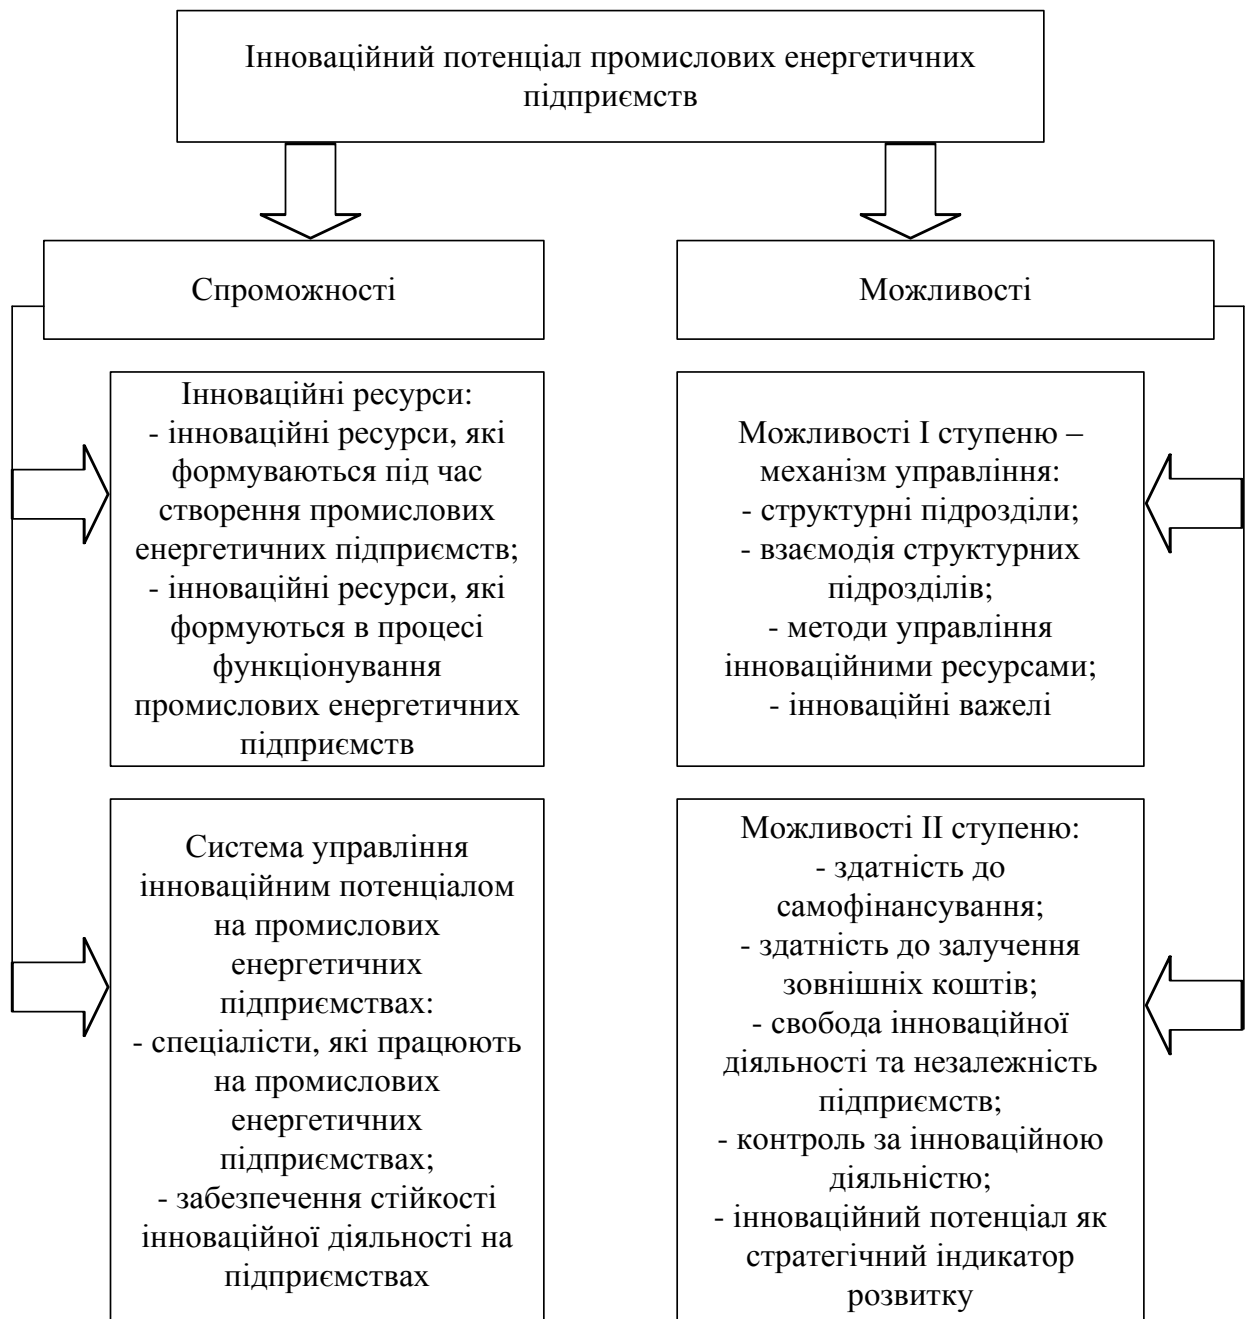 Інноваційний потенціал промислових енергетичних
підприємств
Спроможності
Можливості
Інноваційні ресурси:
- інноваційні ресурси, які
формуваються під час
створення промислових
енергетичних підприємств;
- інноваційні ресурси, які
формуються в процесі
функціонування
промислових енергетичних
підприємств
Можливості І ступеню –
механізм управління:
- структурні підрозділи;
- взаємодія структурних
підрозділів;
- методи управління
інноваційними ресурсами;
- інноваційні важелі
Система управління
інноваційним потенціалом
на промислових
енергетичних
підприємствах:
- спеціалісти, які працюють
на промислових
енергетичних
підприємствах;
- забезпечення стійкості
інноваційної діяльності на
підприємствах
Можливості ІІ ступеню:
- здатність до
самофінансування;
- здатність до залучення
зовнішніх коштів;
- свобода інноваційної
діяльності та незалежність
підприємств;
- контроль за інноваційною
діяльністю;
- інноваційний потенціал як
стратегічний індикатор
розвитку